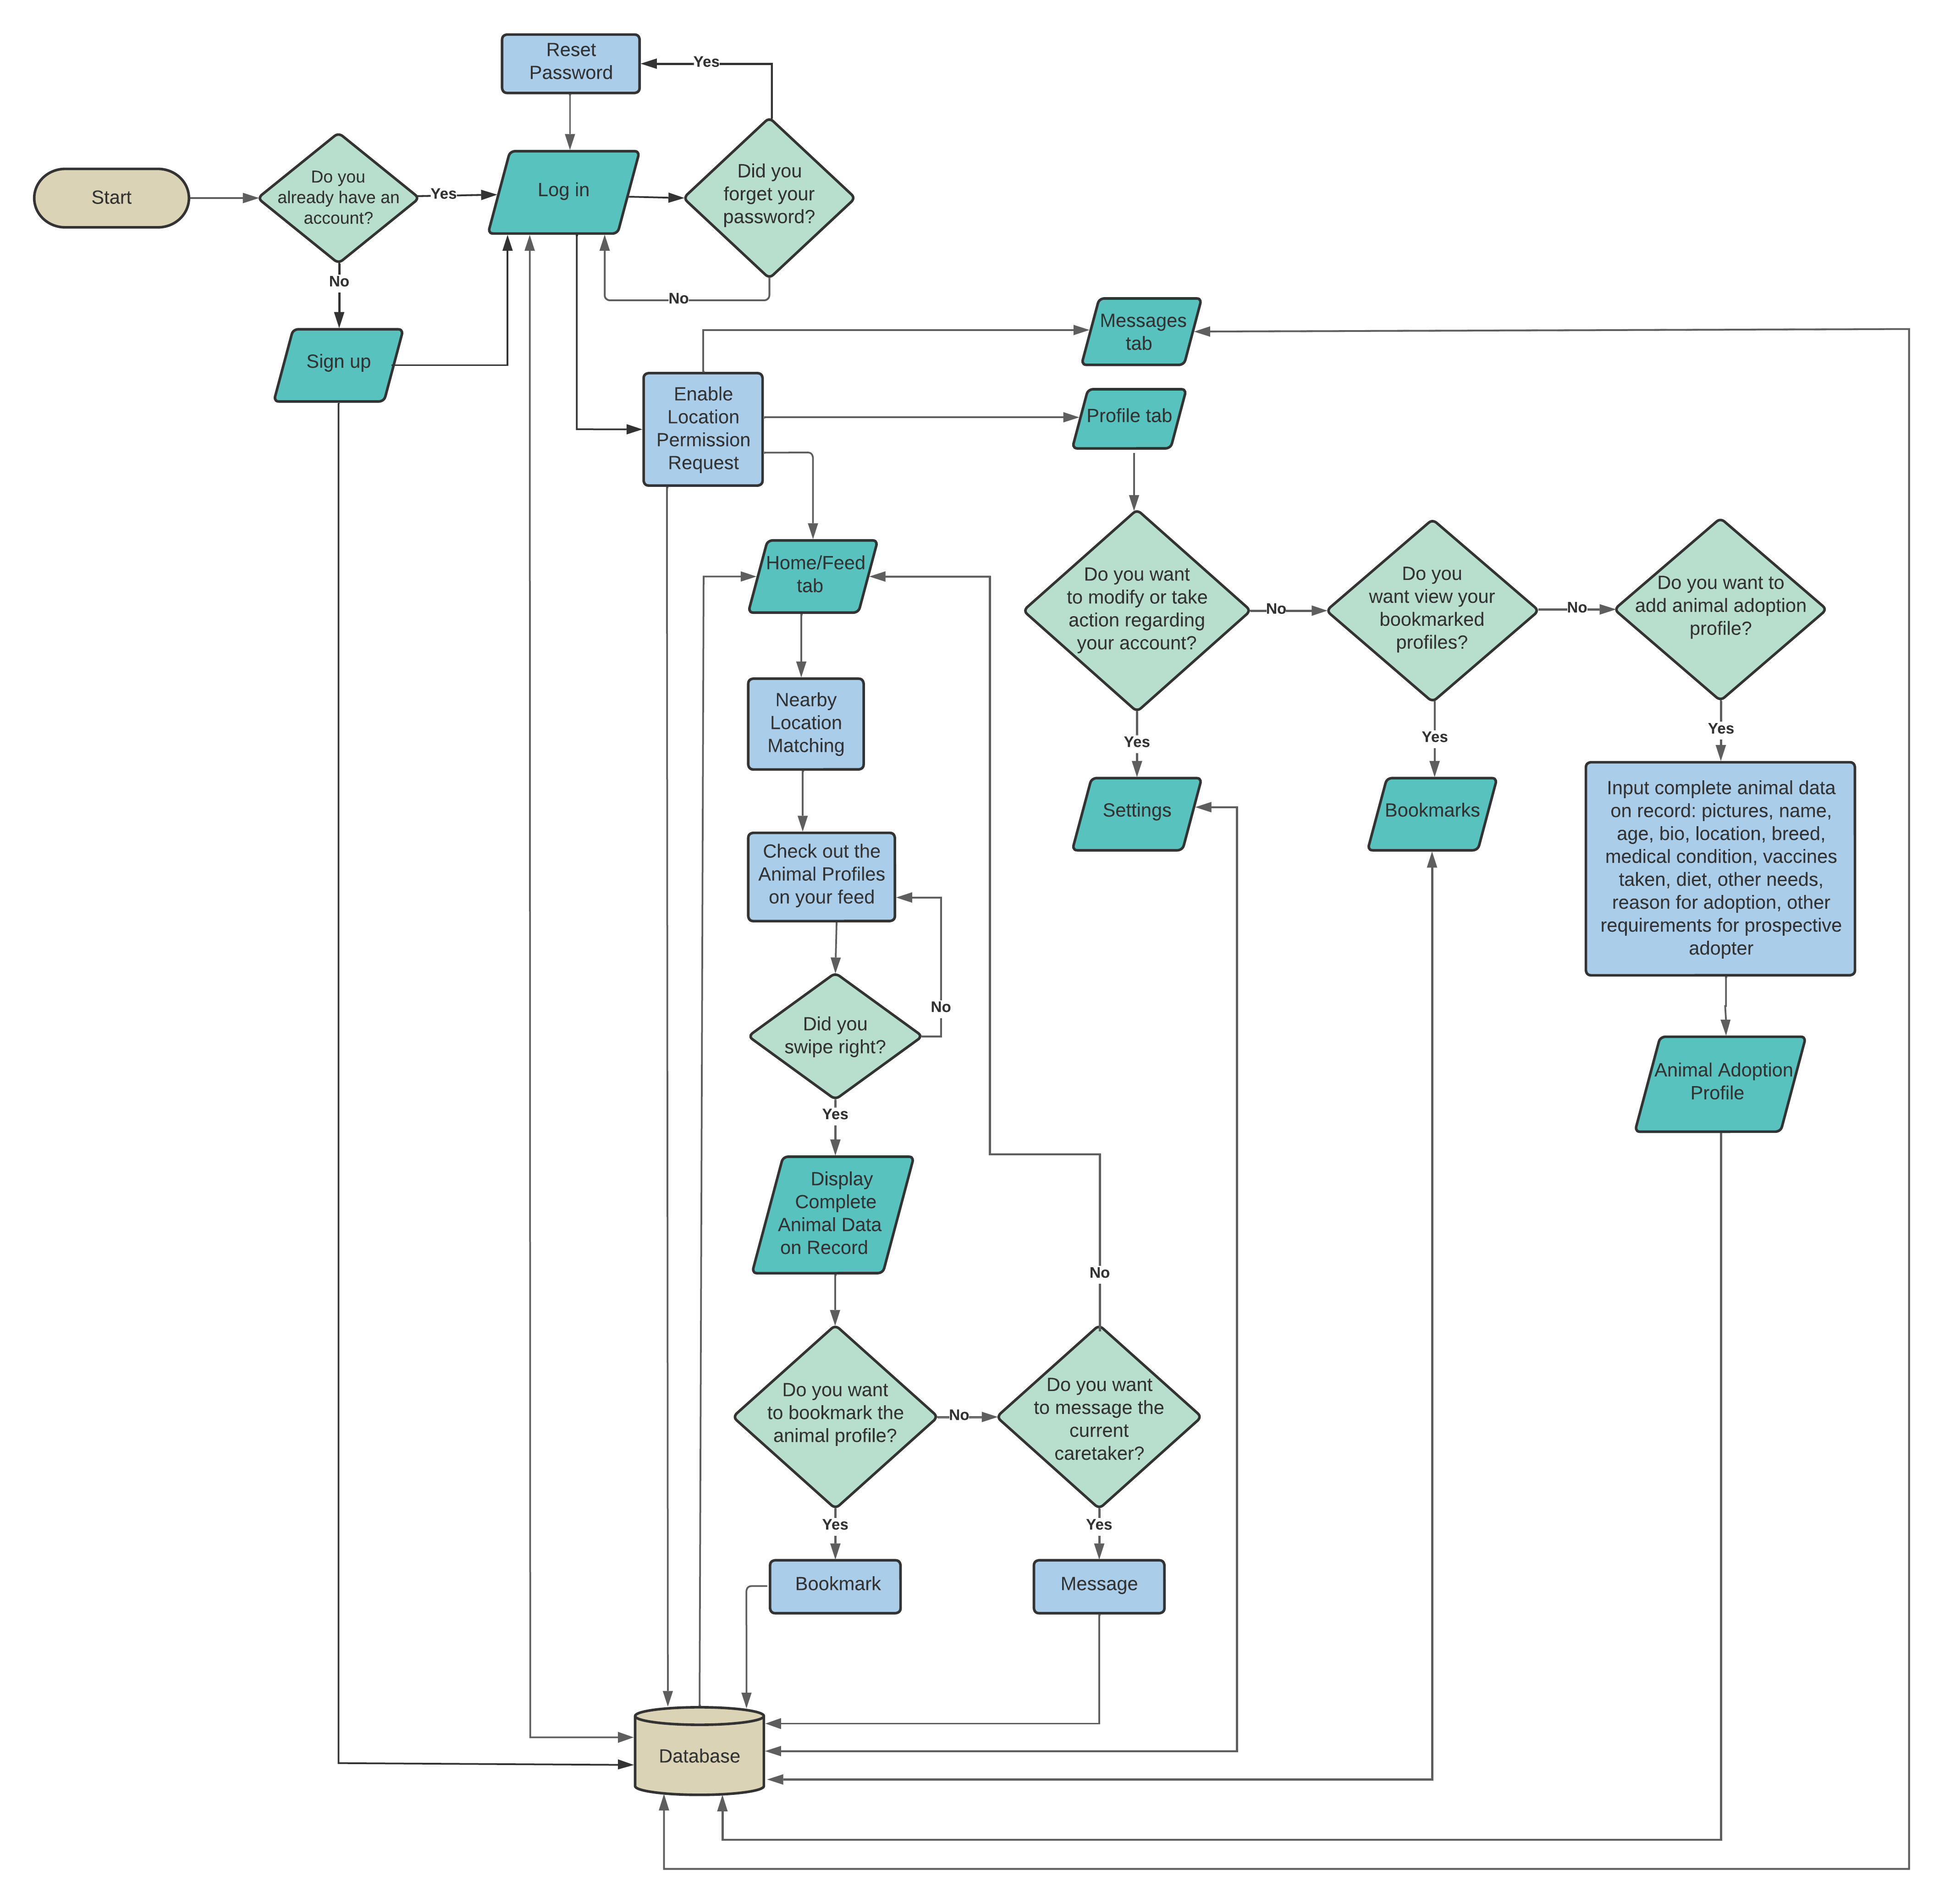 Reset
Password
Yes
Start
Do you
already have an
account?
Yes
Log in
Did you
forget your
password?
No
No
Sign up
Messages
tab
Enable
Location
Permission
Request
Profile tab
Home/Feed
tab
Do you want
to modify or take
action regarding
your account?
No
Do you
want view your
bookmarked
profiles?
No
Do you want to
add animal adoption
profile?
Nearby
Location
Matching
Yes
Yes
Yes
Settings
Bookmarks
Input complete animal data
on record: pictures, name,
age, bio, location, breed,
medical condition, vaccines
taken, diet, other needs,
reason for adoption, other
requirements for prospective
adopter
Check out the
Animal Profiles
on your feed
No
Did you
swipe right?
Animal Adoption
Profile
Yes
Display
Complete
Animal Data
on Record
No
Do you want
to bookmark the
animal profile?
No
Do you want
to message the
current
caretaker?
Yes
Yes
Bookmark
Message
Database